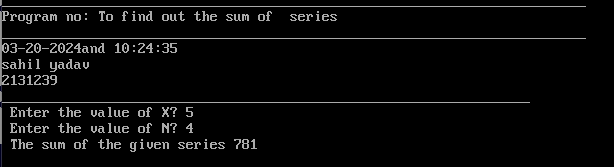 Program no: To find out the sum of  series
03-20-2024and 10:24:35
sahil yadav
2131239
Enter the value of X? 5
Enter the value of N? 4
The sum of the given series 781